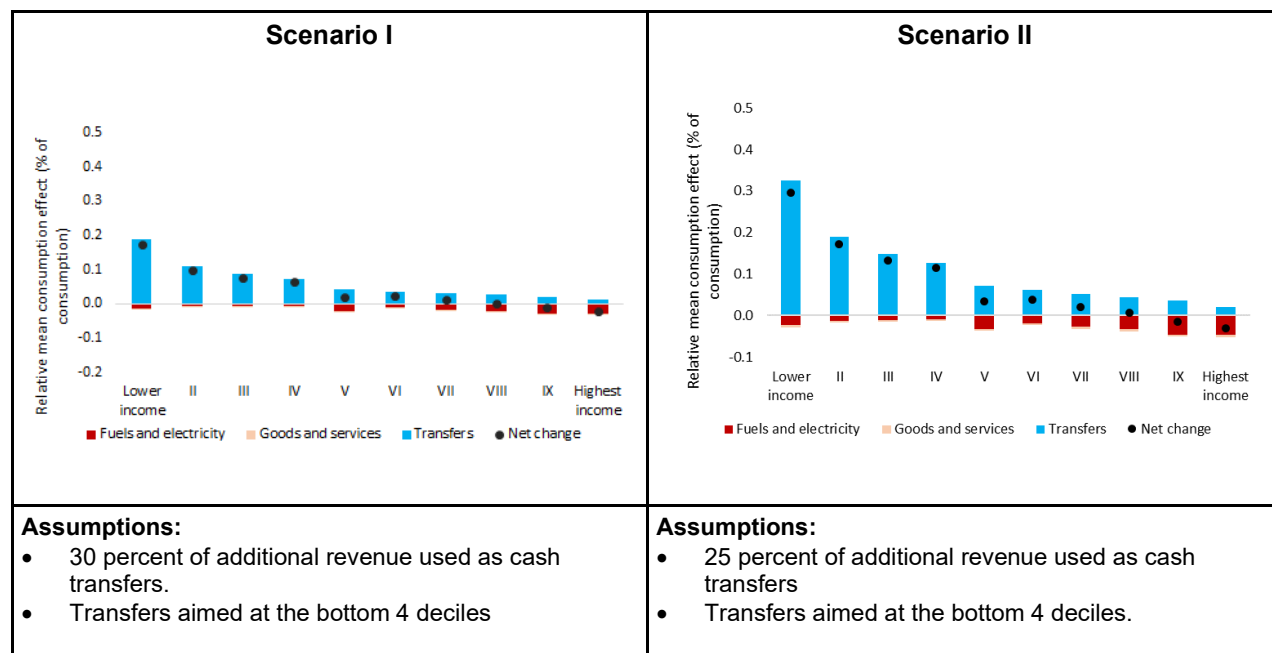 Scenario I
Relative mean consumption effect (% of
consumption)
0.5
0.4
0.3
0.2
0.1
0.0
-0.1
-0.2
Lower
income
II
III
IV
V
VI
VII
VIII
IX
Highest
income
Fuels and electricity
Goods and services
Transfers
Net change
Scenario II
Relative mean consumption effect (% of
consumption)
0.5
0.4
0.3
0.2
0.1
0.0
-0.1
Lower
income
II
III
IV
V
VI
VII
VIII
IX
Highest
income
Fuels and electricity
Goods and services
Transfers
Net change
Assumptions:
• 30 percent of additional revenue used as cash
transfers.
• Transfers aimed at the bottom 4 deciles
Assumptions:
• 25 percent of additional revenue used as cash
transfers
• Transfers aimed at the bottom 4 deciles.